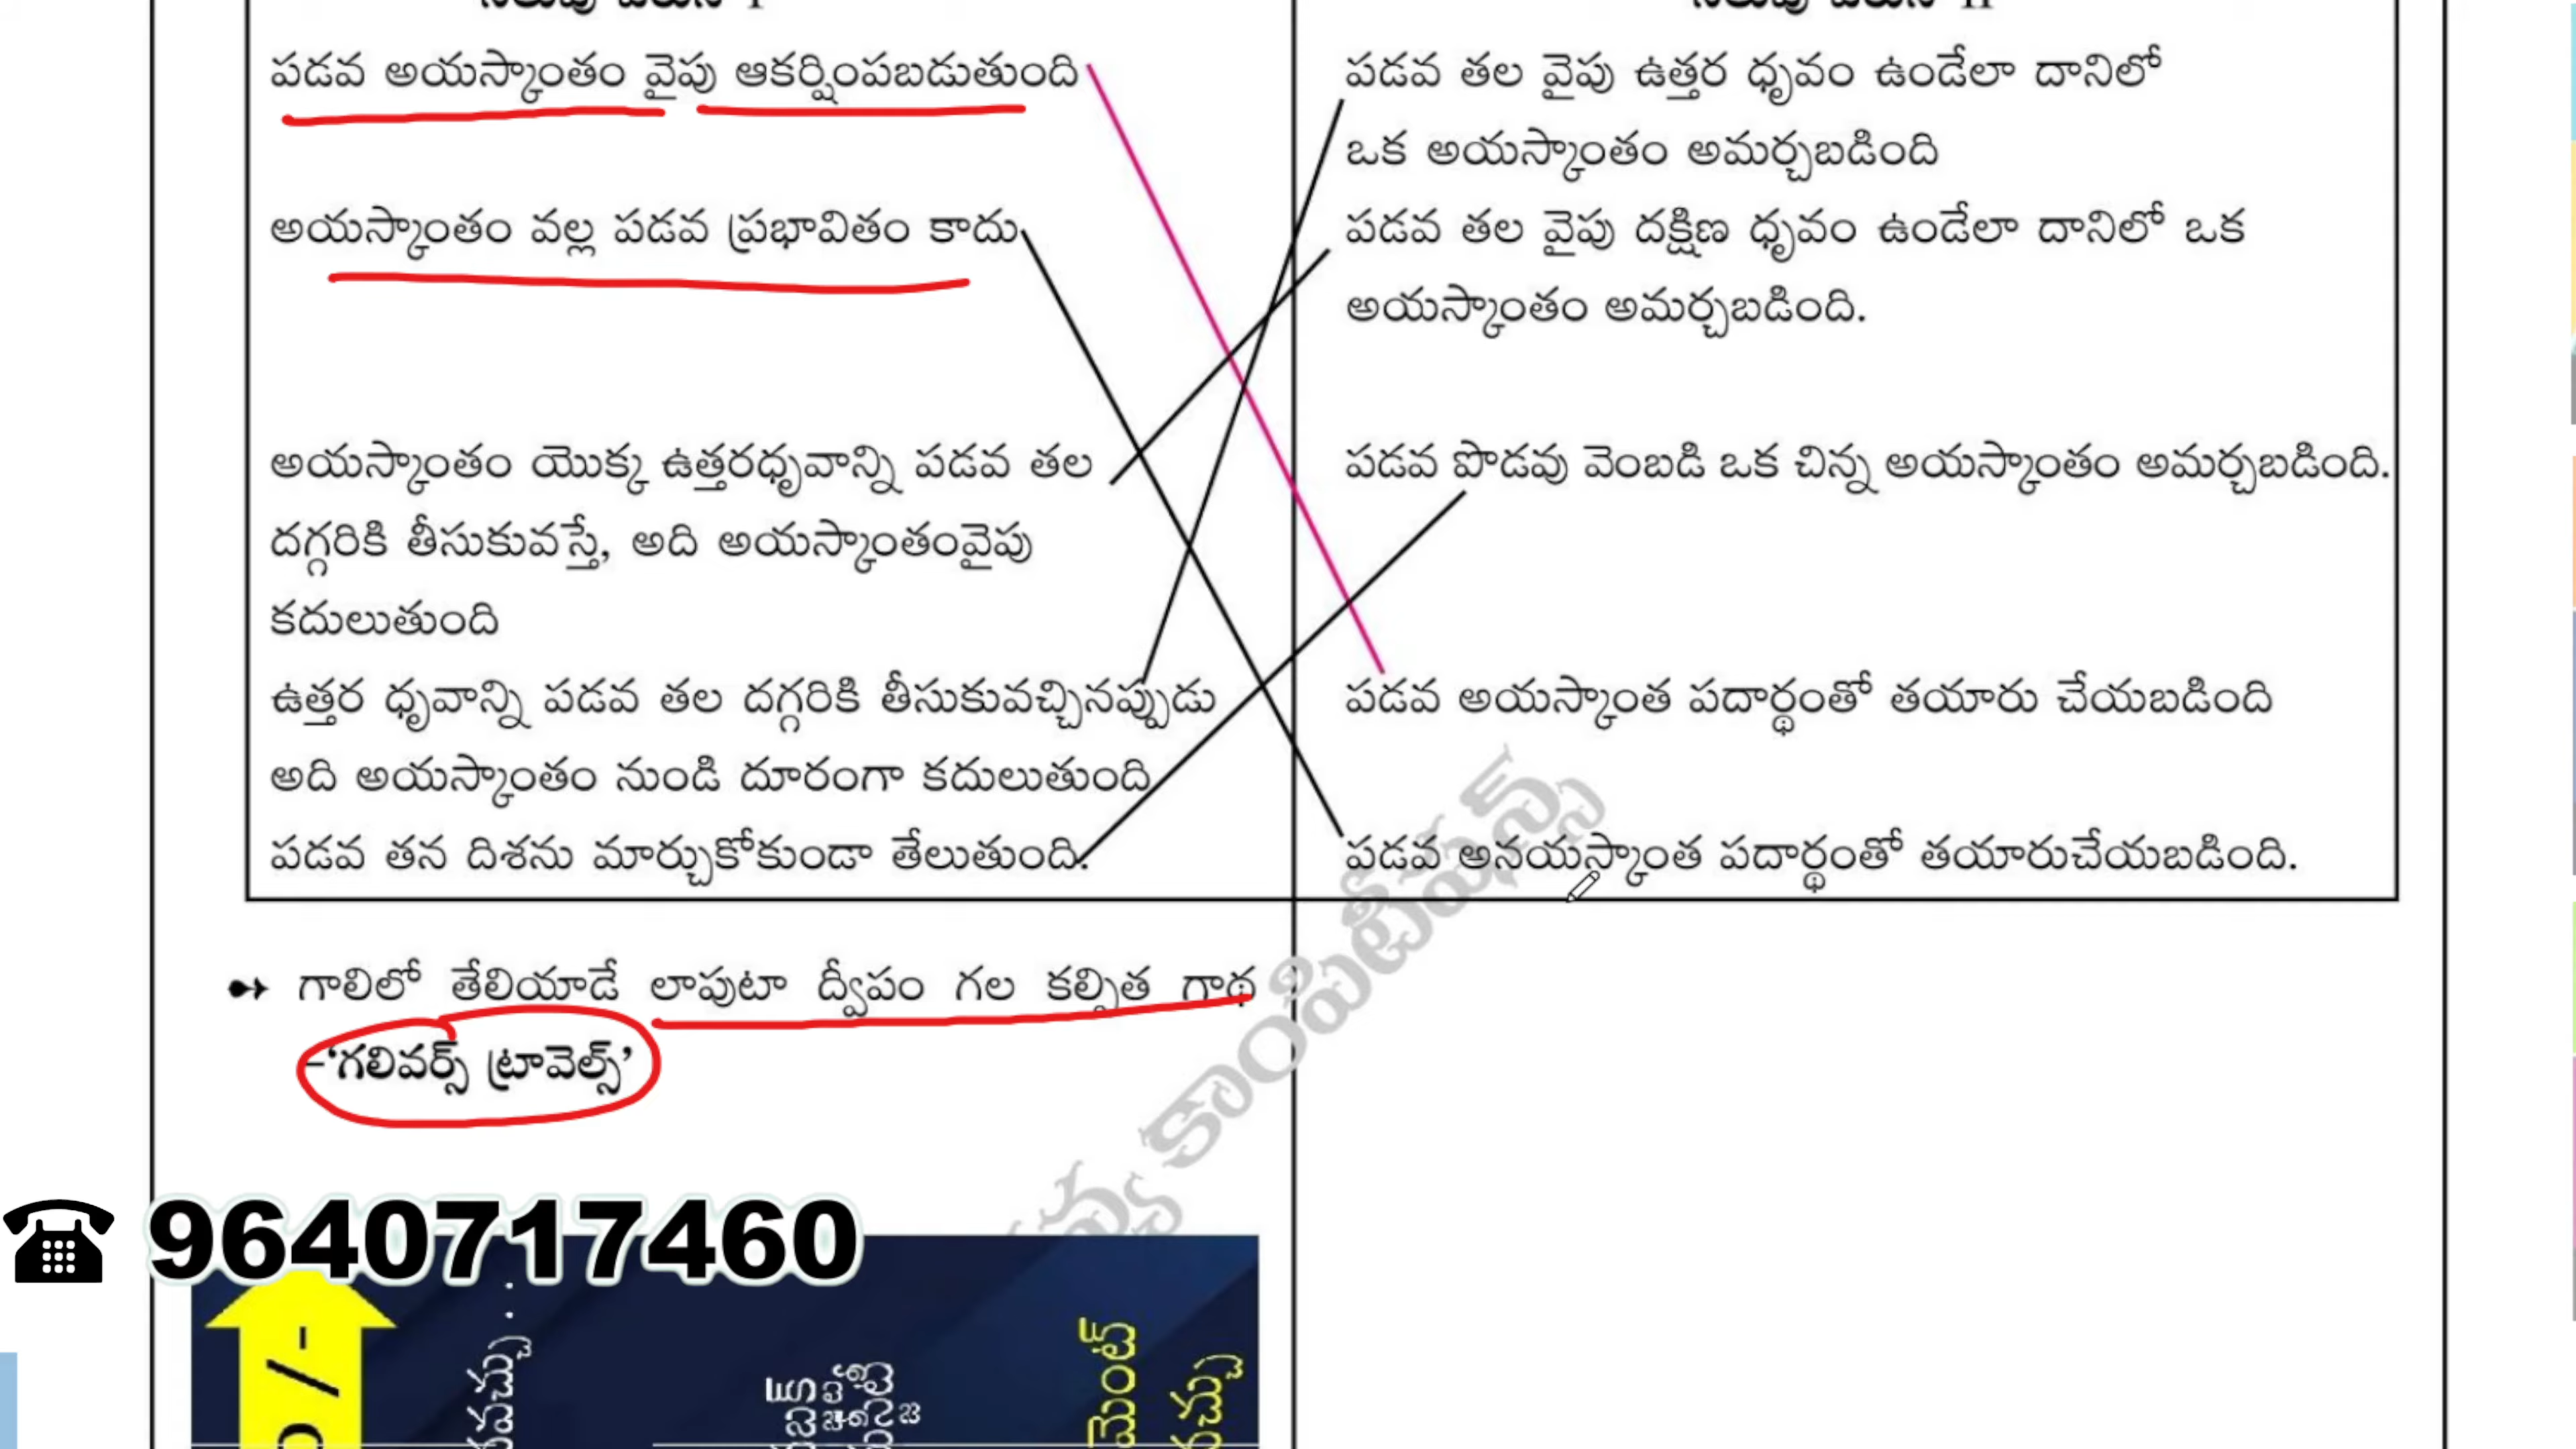 పడవ అయస్కాంతం వైపు ఆకర్షింపబడుతుంది
అయస్కాంతం వల్ల పడవ ప్రభావితం కాదు
అయస్కాంతం యొక్క ఉత్తరధృవాన్ని పడవ తల
దగ్గరికి తీసుకువస్తే, అది అయస్కాంతంవైపు
కదులుతుంది
ఉత్తర ధృవాన్ని పడవ తల దగ్గరికి తీసుకువచ్చినప్పుడు
అది అయస్కాంతం నుండి దూరంగా కదులుతుంది
పడవ తన దిశను మార్చుకోకుండా తేలుతుంది.
పడవ తల వైపు ఉత్తర ధృవం ఉండేలా దానిలో
ఒక అయస్కాంతం అమర్చబడింది
పడవ తల వైపు దక్షిణ ధృవం ఉండేలా దానిలో ఒక
అయస్కాంతం అమర్చబడింది.
పడవ పొడవు వెంబడి ఒక చిన్న అయస్కాంతం అమర్చబడింది.
పడవ అయస్కాంత పదార్థంతో తయారు చేయబడింది
పడవ అనయస్కాంత పదార్థంతో తయారుచేయబడింది.
గాలిలో తేలియాడే లాపుటా ద్వీపం గల కల్పిత గాథ
–‘గలివర్స్ ట్రావెల్స్’
కాంపిటీషన్స్
9640717460